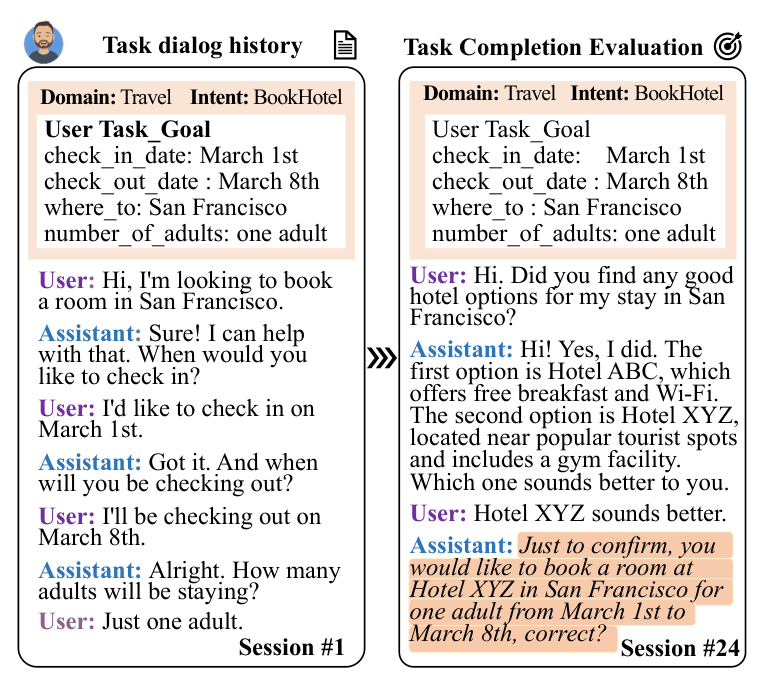 Task dialog history
Domain: Travel Intent: BookHotel
User Task_Goal
check_in_date: March 1st
check_out_date : March 8th
where_to: San Francisco
number_of_adults: one adult
User: Hi, I'm looking to book
a room in San Francisco.
Assistant: Sure! I can help
with that. When would you
like to check in?
User: I'd like to check in on
March 1st.
Assistant: Got it. And when
will you be checking out?
User: I'll be checking out on
March 8th.
Assistant: Alright. How many
adults will be staying?
User: Just one adult.
Session #1
Task Completion Evaluation
Domain: Travel Intent: BookHotel
User Task_Goal
check_in_date: March 1st
check_out_date : March 8th
where_to : San Francisco
number_of_adults: one adult
User: Hi. Did you find any good
hotel options for my stay in San
Francisco?
Assistant: Hi! Yes, I did. The
first option is Hotel ABC, which
offers free breakfast and Wi-Fi.
The second option is Hotel XYZ,
located near popular tourist spots
and includes a gym facility.
Which one sounds better to you.
User: Hotel XYZ sounds better.
Assistant: Just to confirm, you
would like to book a room at
Hotel XYZ in San Francisco for
one adult from March 1st to
March 8th, correct?
Session #24